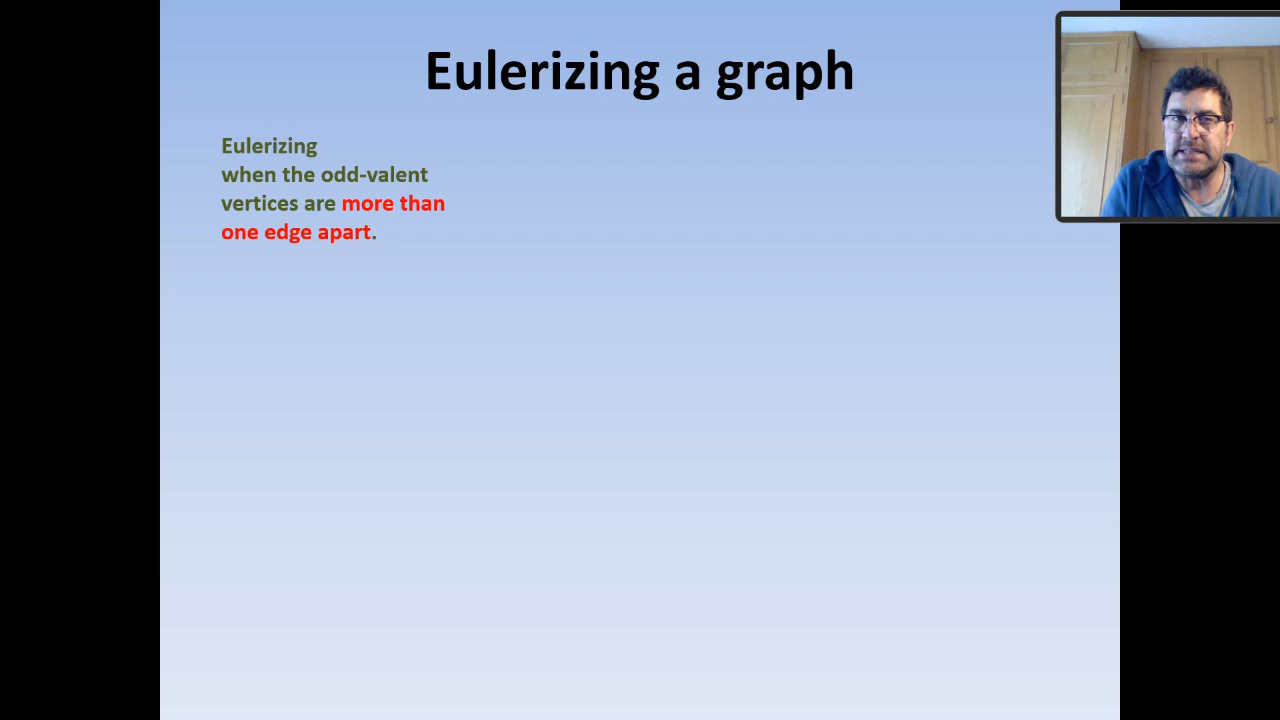 Eulerizing a graph
Eulerizing
when the odd-valent
vertices are more than
one edge apart.